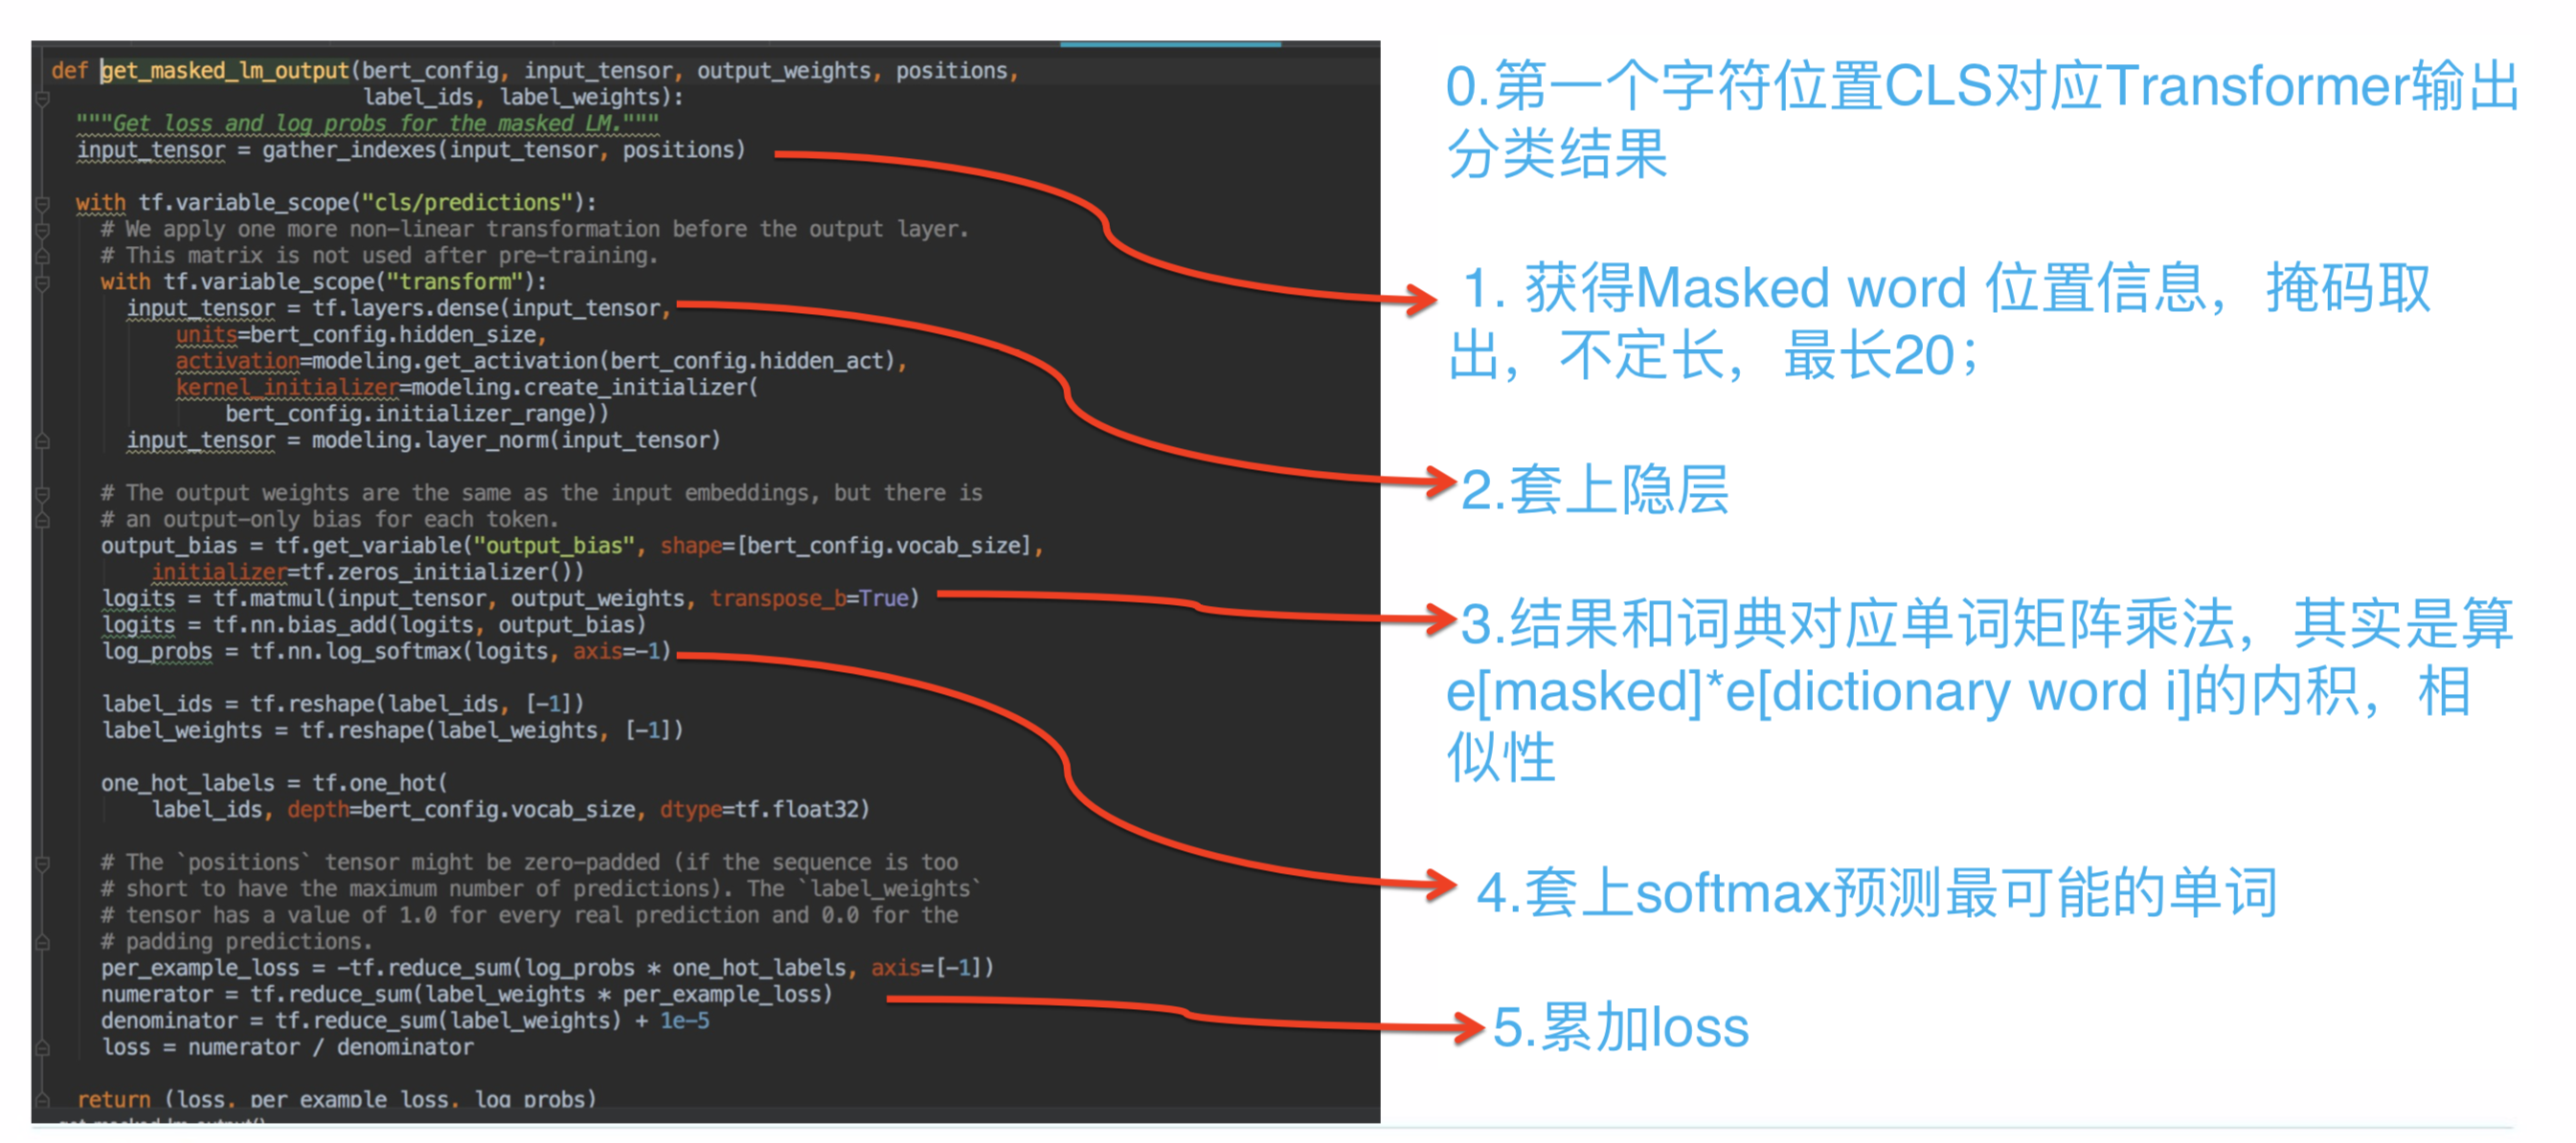 def get_masked_lm_output(bert_config, input_tensor, output_weights, positions,
label_ids, label_weights):
"""Get loss and log probs for the masked LM."""
input_tensor = gather_indexes(input_tensor, positions)
with tf.variable_scope("cls/predictions"):
# We apply one more non-linear transformation before the output layer.
# This matrix is not used after pre-training.
with tf.variable_scope("transform"):
input_tensor = tf.layers.dense(input_tensor,
units=bert_config.hidden_size,
activation=modeling.get_activation(bert_config.hidden_act),
kernel_initializer=modeling.create_initializer(
bert_config.initializer_range))
input_tensor = modeling.layer_norm(input_tensor)
# The output weights are the same as the input embeddings, but there is
# an output-only bias for each token.
output_bias = tf.get_variable("output_bias", shape=[bert_config.vocab_size],
initializer=tf.zeros_initializer())
logits = tf.matmul(input_tensor, output_weights, transpose_b=True)
logits = tf.nn.bias_add(logits, output_bias)
log_probs = tf.nn.log_softmax(logits, axis=-1)
label_ids = tf.reshape(label_ids, [-1])
label_weights = tf.reshape(label_weights, [-1])
one_hot_labels = tf.one_hot(
label_ids, depth=bert_config.vocab_size, dtype=tf.float32)
# The `positions` tensor might be zero-padded (if the sequence is too
# short to have the maximum number of predictions). The `label_weights`
# tensor has a value of 1.0 for every real prediction and 0.0 for the
# padding predictions.
per_example_loss = -tf.reduce_sum(log_probs * one_hot_labels, axis=[-1])
numerator = tf.reduce_sum(label_weights * per_example_loss)
denominator = tf.reduce_sum(label_weights) + 1e-5
loss = numerator / denominator
return (loss, per_example_loss, log_probs)
get_masked_lm_output()
0.第一个字符位置CLS对应Transformer输出
分类结果
1. 获得Masked word 位置信息，掩码取
出，不定长，最长20；
2.套上隐层
3.结果和词典对应单词矩阵乘法，其实是算
e[masked]*e[dictionary word i]的内积，相
似性
4.套上softmax预测最可能的单词
5.累加loss